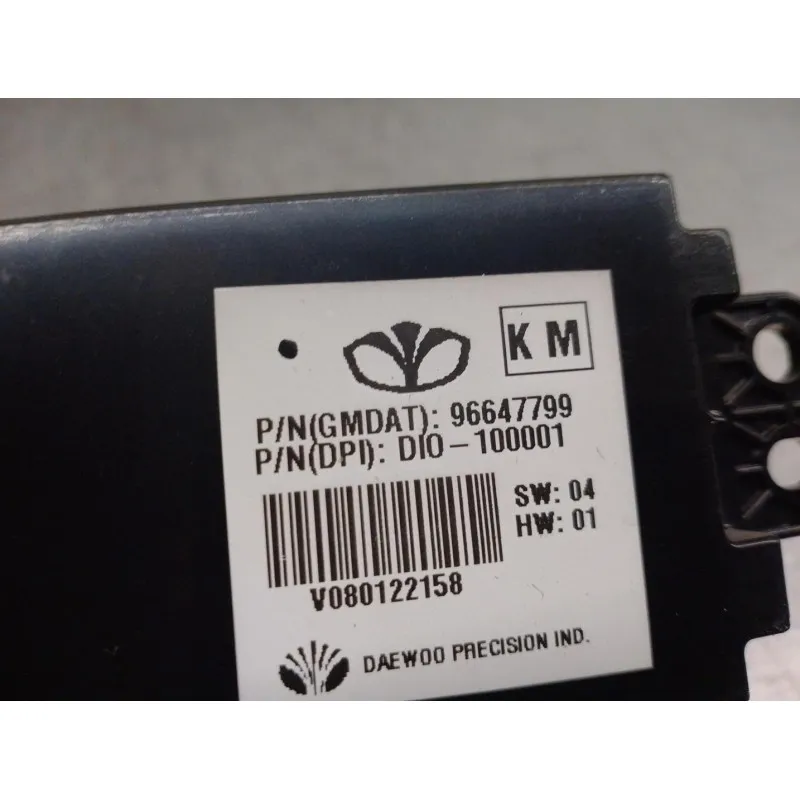 K M
P/N(GMDAT): 96647799
P/N(DPI): DIO-100001
SW: 04
HW: 01
V080122158
DAEWOO PRECISION IND.